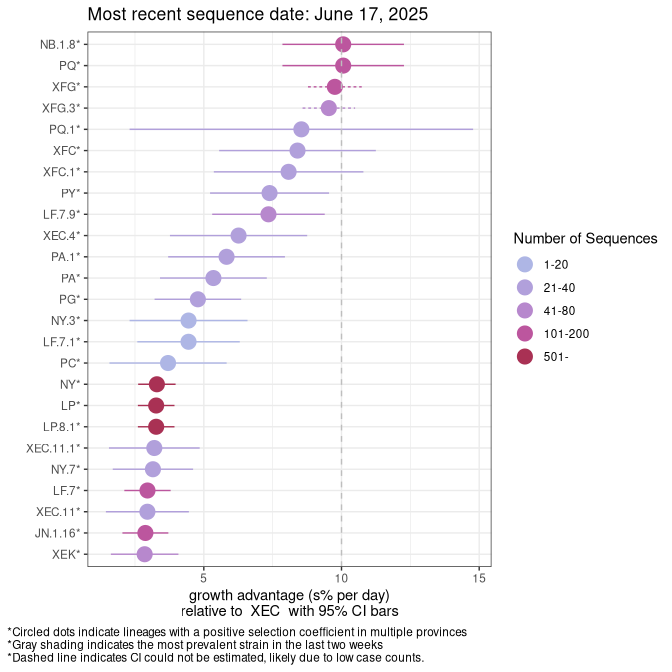 Most recent sequence date: June 17, 2025
NB.1.8*
PQ*
XFG*
XFG.3*
PQ.1*
XFC*
XFC.1*
PY*
LF.7.9*
XEC.4*
PA.1*
PA*
PG*
NY.3*
LF.7.1*
PC*
NY*
LP*
LP.8.1*
XEC.11.1*
NY.7*
LF.7*
XEC.11*
JN.1.16*
XEK*
5 10 15
growth advantage (s% per day)
relative to XEC with 95% CI bars
Number of Sequences
1-20
21-40
41-80
101-200
501-
*Circled dots indicate lineages with a positive selection coefficient in multiple provinces
*Gray shading indicates the most prevalent strain in the last two weeks
*Dashed line indicates CI could not be estimated, likely due to low case counts.